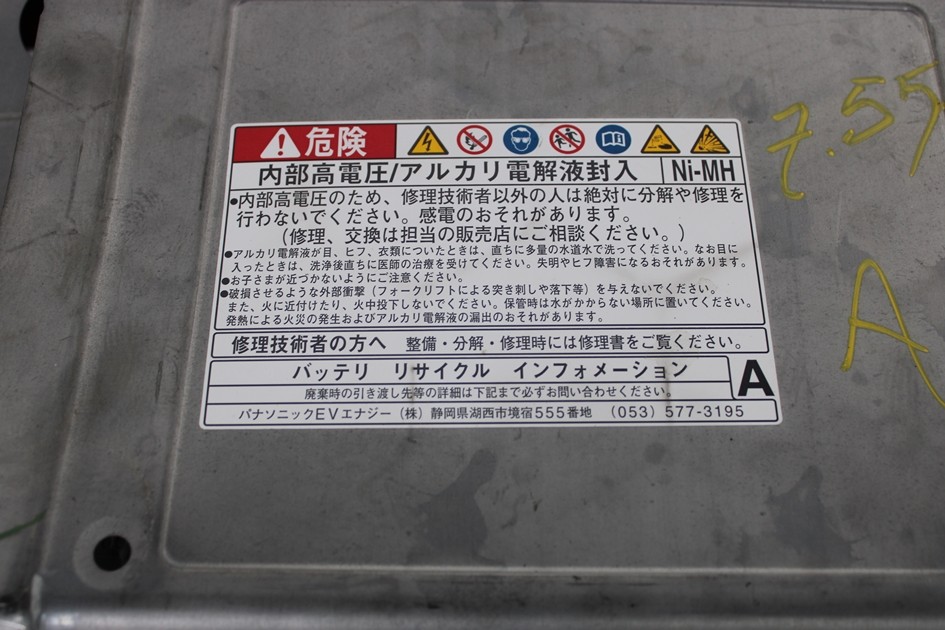 危険
内部高電圧/アルカリ電解液封入 Ni-MH
●内部高電圧のため、修理技術者以外の人は絶対に分解や修理を
行わないでください。感電のおそれがあります。
(修理、交換は担当の販売店にご相談ください。)
●アルカリ電解液が目、ヒフ、衣類についたときは、直ちに多量の水道水で洗ってください。なお目に
入ったときは、洗浄後直ちに医師の治療を受けてください。失明やヒフ障害になるおそれがあります。
●お子さまが近づかないようにご注意ください。
●破損させるような外部衝撃(フォークリフトによる突き刺しや落下等)を与えないでください。
また、火に近付けたり、火中投下しないでください。保管時は水がかからない場所に置いてください。
発熱による火災の発生およびアルカリ電解液の漏出のおそれがあります。
修理技術者の方へ 整備・分解・修理時には修理書をご覧ください。
バッテリ リサイクル インフォメーション
廃棄時の引き渡し先等の詳細は下記まで必ずお問い合わせください。
A
パナソニックEVエナジー(株) 静岡県湖西市境宿555番地 (053) 577-3195
7.55
A